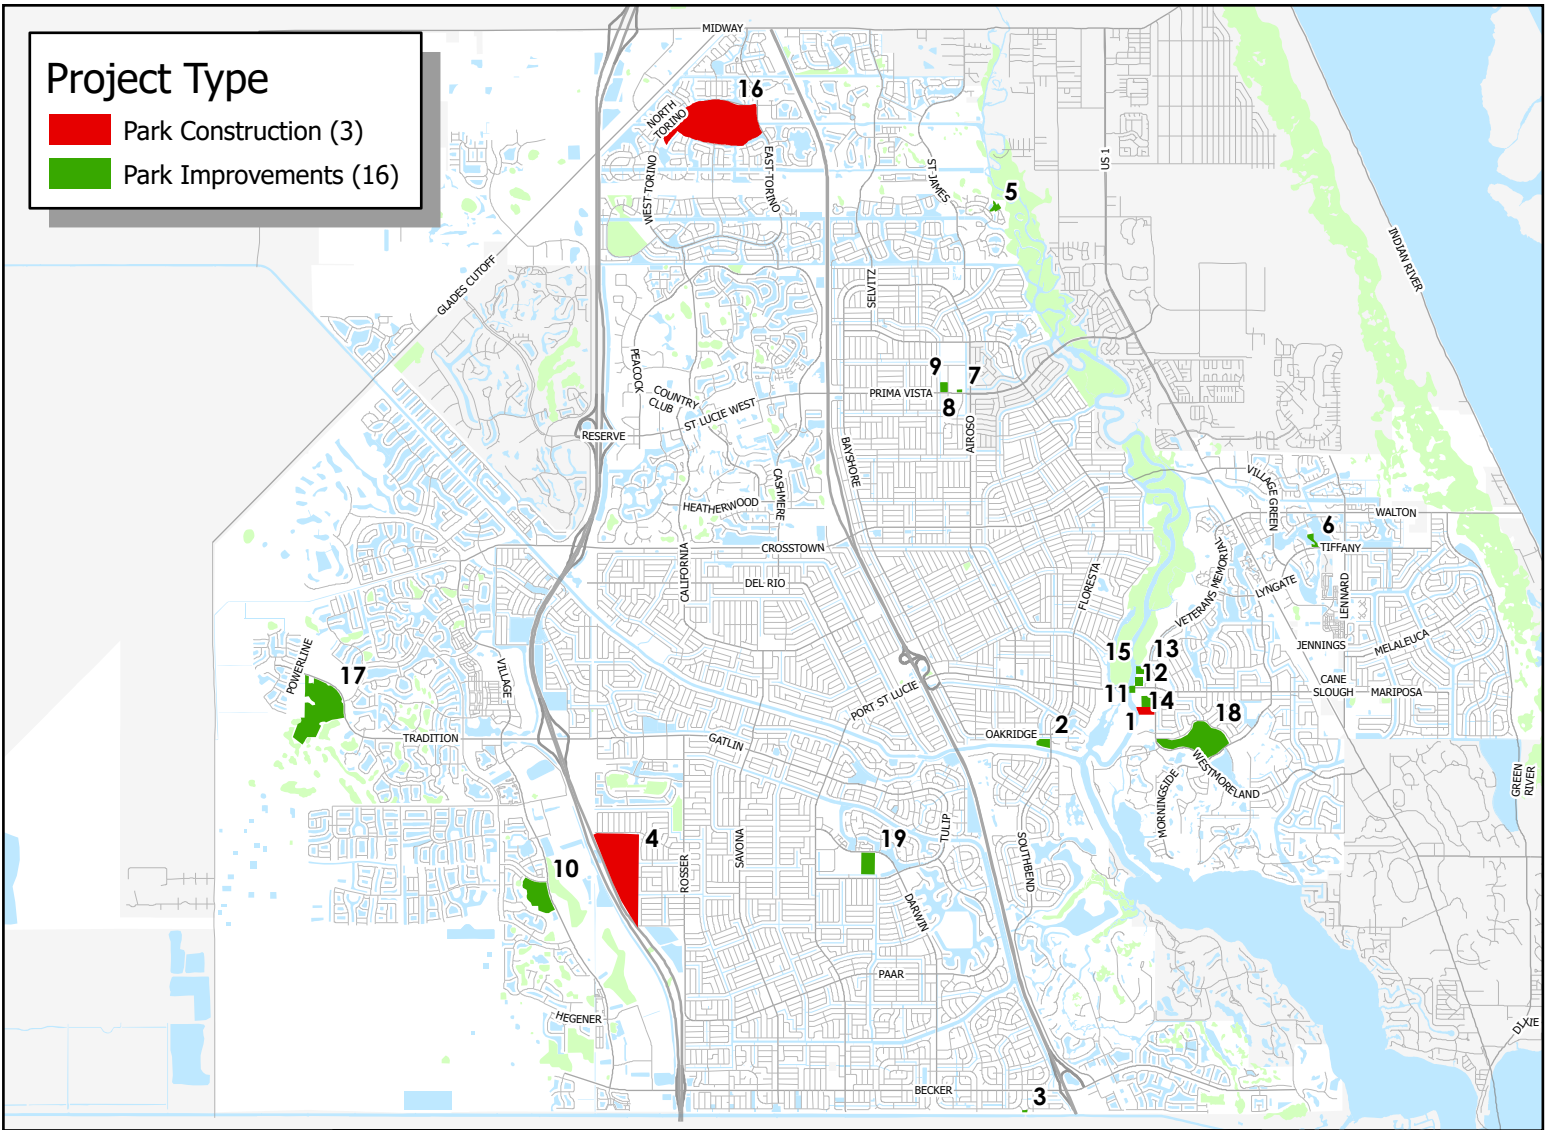 Project Type
Park Construction (3)
Park Improvements (16)
MIDWAY
16
NORTH
TORINO
WEST TORINO
EAST TORINO
ST JAMES
5
US 1
INDIAN RIVER
GLADES CUTOFF
SELVITZ
PEACOCK
COUNTRY
CLUB
ST LUCIE WEST
RESERVE
9
7
PRIMA VISTA
8
AIROSO
BAYSHORE
CASHMERE
HEATHERWOOD
CROSSTOWN
CALIFORNIA
DEL RIO
VILLAGE GREEN
WALTON
6
TIFFANY
FLORESTA
VETERANS MEMORIAL
LYNGATE
LENNARD
JENNINGS
MELALEUCA
CANE
SLOUGH
MARIPOSA
15
13
12
11
14
1
18
POWERLINE
17
VILLAGE
TRADITION
PORT ST LUCIE
GATLIN
OAKRIDGE
2
WESTMORELAND
MORNINGSIDE
GREEN
RIVER
4
10
ROSSER
SAVONA
19
TULIP
SOUTHBEND
DARWIN
PAAR
HEGENER
BECKER
3
DIXIE